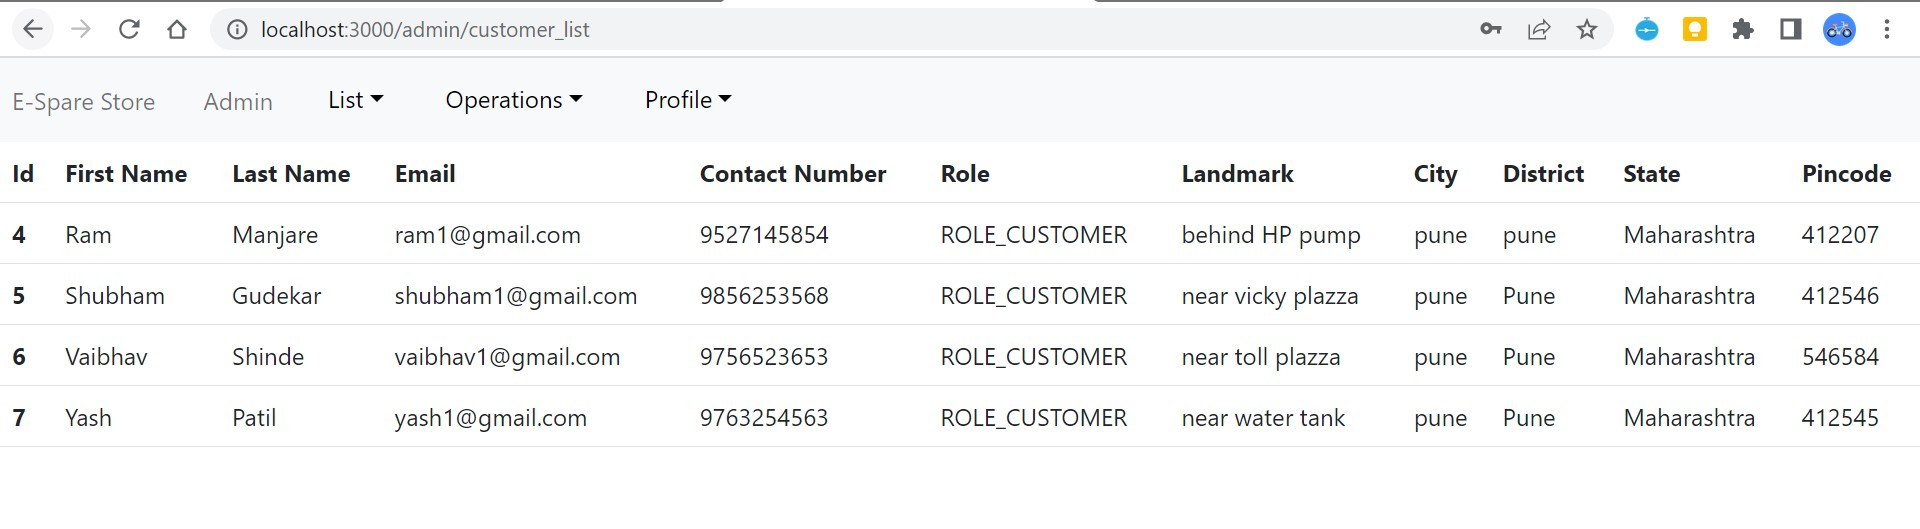 localhost:3000/admin/customer_list
E-Spare Store Admin List Operations Profile
Id First Name Last Name Email Contact Number Role Landmark City District State Pincode
4 Ram Manjare ram1@gmail.com 9527145854 ROLE_CUSTOMER behind HP pump pune pune Maharashtra 412207
5 Shubham Gudekar shubham1@gmail.com 9856253568 ROLE_CUSTOMER near vicky plazza pune Pune Maharashtra 412546
6 Vaibhav Shinde vaibhav1@gmail.com 9756523653 ROLE_CUSTOMER near toll plazza pune Pune Maharashtra 546584
7 Yash Patil yash1@gmail.com 9763254563 ROLE_CUSTOMER near water tank pune Pune Maharashtra 412545